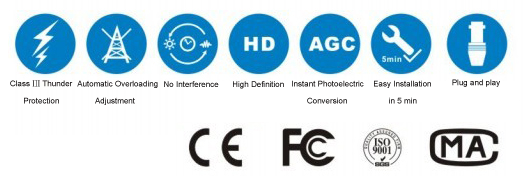 HD
AGC
5min
Class III Thunder Protection
Automatic Overloading Adjustment
No Interference
High Definition
Instant Photoelectric Conversion
Easy Installation in 5 min
Plug and play
CE
FC
ISO
9001
SGS
MA